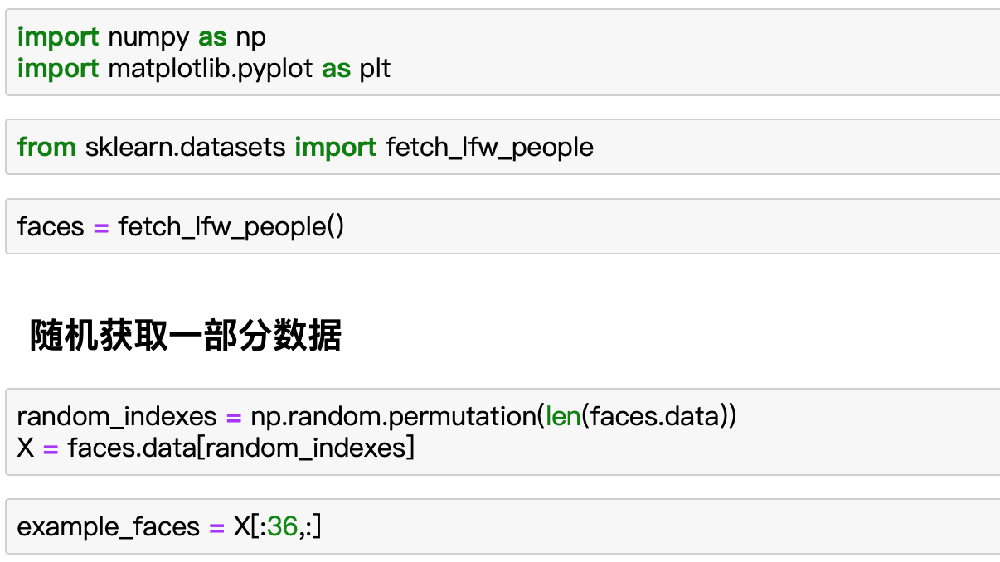 import numpy as np
import matplotlib.pyplot as plt
from sklearn.datasets import fetch_lfw_people
faces = fetch_lfw_people()
随机获取一部分数据
random_indexes = np.random.permutation(len(faces.data))
X = faces.data[random_indexes]
example_faces = X[:36,:]